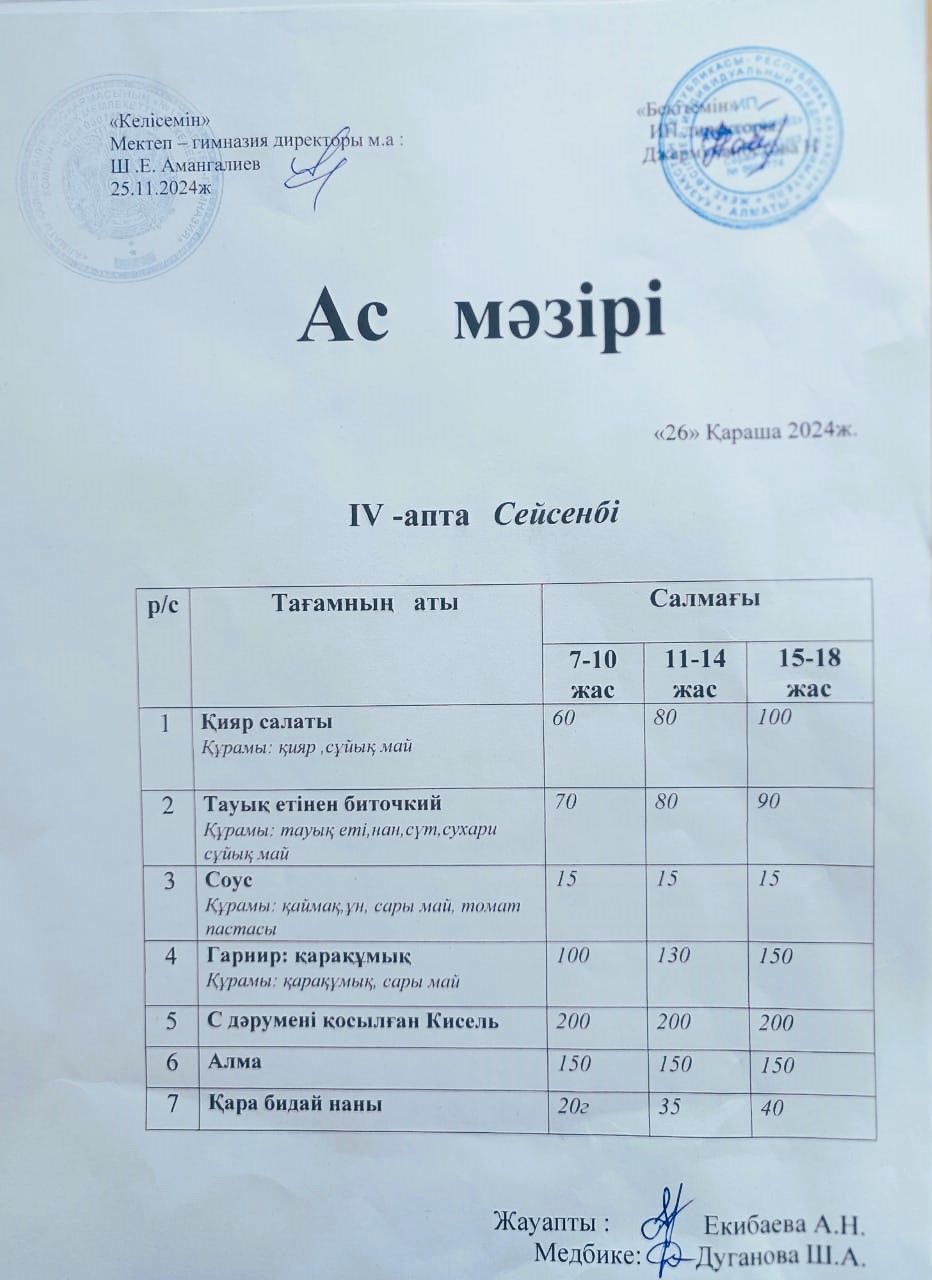 «Келісемін»
Мектеп – гимназия директоры м.а :
Ш .Е. Амангалиев
25.11.2024ж
«Бекітемін»
ИП
АЛМАТЫ
Ас мәзірі
«26» Қараша 2024ж.
IV -апта Сейсенбі
р/с Тағамның аты Салмағы
7-10 жас 11-14 жас 15-18 жас
1 Қияр салаты 60 80 100
Құрамы: қияр ,сұйық май
2 Тауық етінен биточкий 70 80 90
Құрамы: тауық еті,нан,сүт,сухари
сұйық май
3 Соус 15 15 15
Құрамы: қаймақ,ұн, сары май, томат
пастасы
4 Гарнир: қарақұмық 100 130 150
Құрамы: қарақұмық, сары май
5 С дәрумені қосылған Кисель 200 200 200
6 Алма 150 150 150
7 Қара бидай наны 20г 35 40
Жауапты : Екибаева А.Н.
Медбике: Дуганова Ш.А.